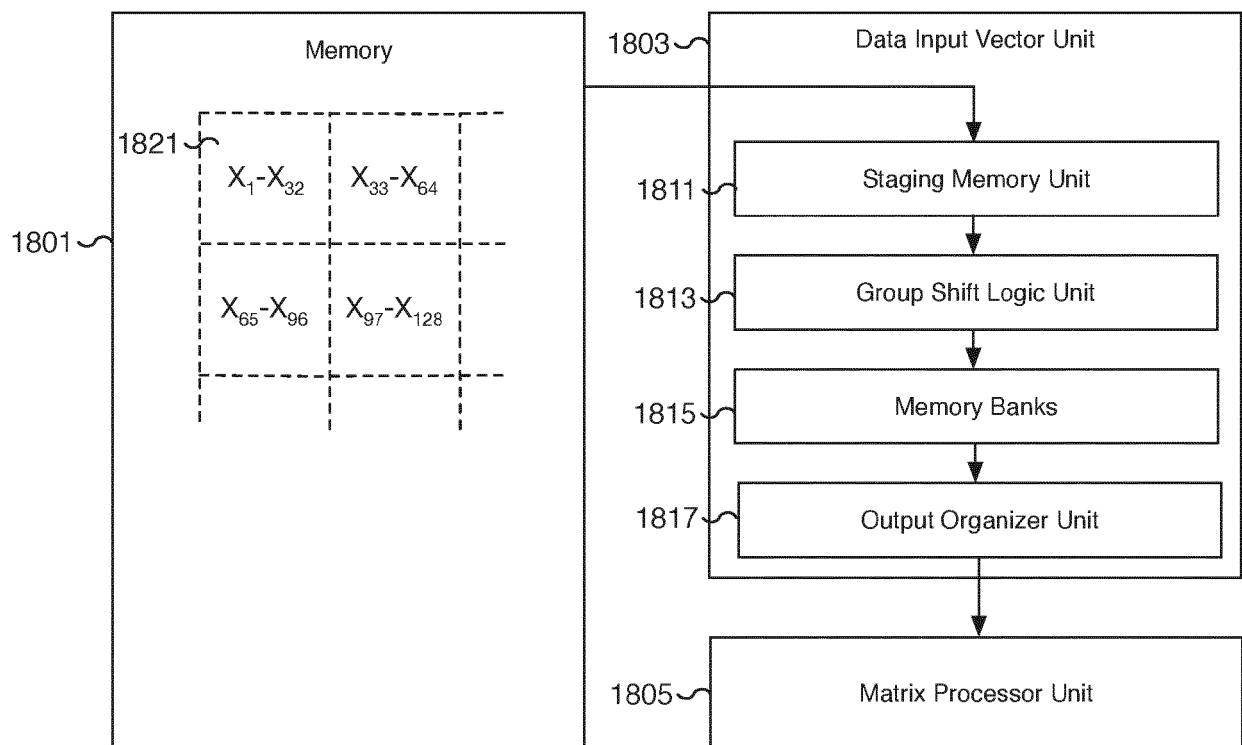 Memory
1821
X1-X32 X33-X64
X65-X96 X97-X128
1801
1803 Data Input Vector Unit
1811 Staging Memory Unit
1813 Group Shift Logic Unit
1815 Memory Banks
1817 Output Organizer Unit
1805 Matrix Processor Unit